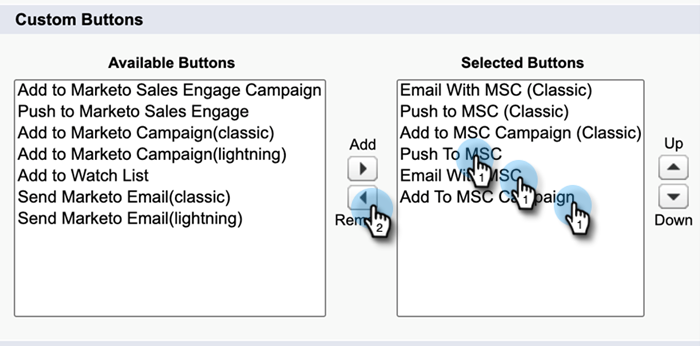 Custom Buttons
Available Buttons
Add to Marketo Sales Engage Campaign
Push to Marketo Sales Engage
Add to Marketo Campaign(classic)
Add to Marketo Campaign(lightning)
Add to Watch List
Send Marketo Email(classic)
Send Marketo Email(lightning)
Add
2
Selected Buttons
Email With MSC (Classic)
Push to MSC (Classic)
Add to MSC Campaign (Classic)
Push To MSC
1
Email With MSC
1
Add To MSC Campaign
1
Up
Down